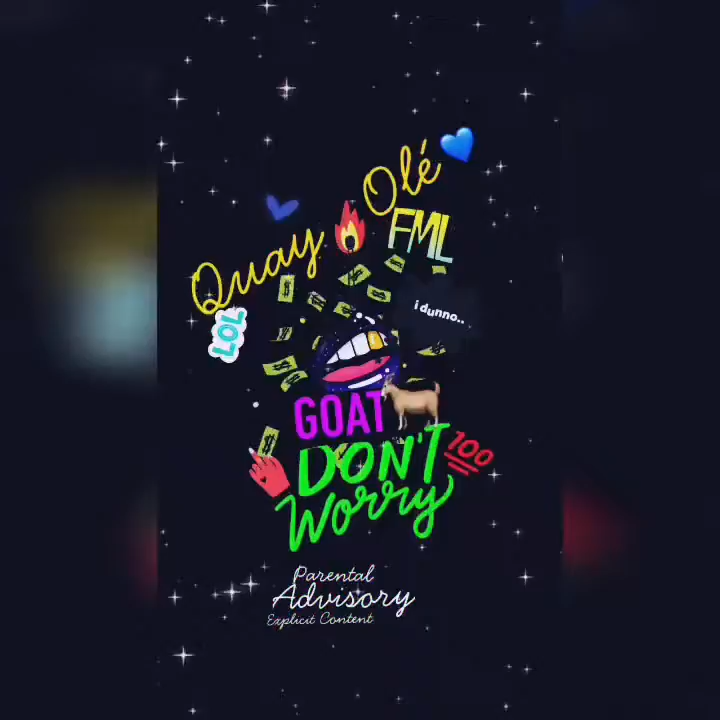 Olé
Quay
FML
LOL
i dunno..
GOAT
DON'T
Worry
100
Parental
Advisory
Explicit Content